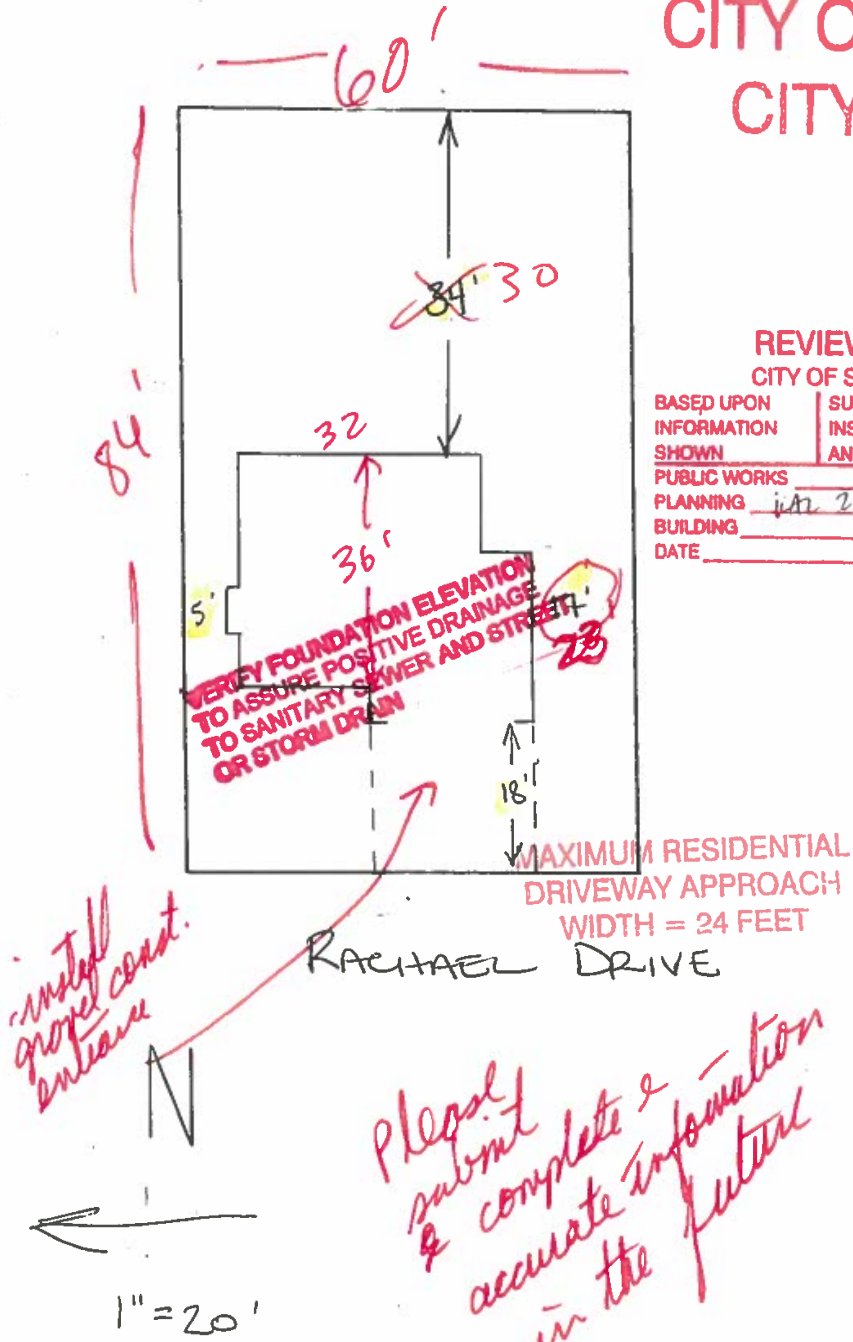 CITY O
CITY
60'
84' 30
84'
32
36'
5'
VERIFY FOUNDATION ELEVATION
TO ASSURE POSITIVE DRAINAGE
TO SANITARY SEWER AND STREET
OR STORM DRAIN
23
18'
REVIEW
CITY OF S
BASED UPON SU
INFORMATION INS
SHOWN AN
PUBLIC WORKS
PLANNING
BUILDING
DATE
MAXIMUM RESIDENTIAL
DRIVEWAY APPROACH
WIDTH = 24 FEET
RACHAEL DRIVE
install
gravel const.
entrance
N
1" = 20'
Please
submit
complete &
accurate infomation
in the future